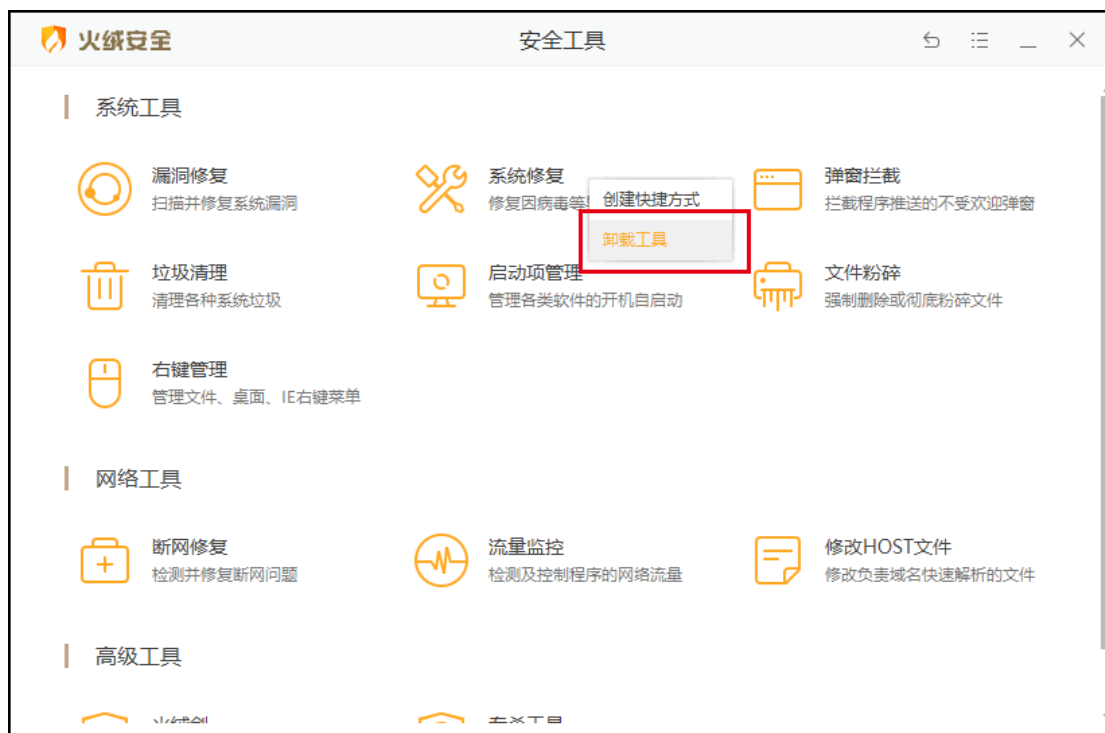 火绒安全
安全工具
系统工具
漏洞修复
扫描并修复系统漏洞
系统修复
修复因病毒等
创建快捷方式
卸载工具
弹窗拦截
拦截程序推送的不受欢迎弹窗
垃圾清理
清理各种系统垃圾
启动项管理
管理各类软件的开机自启动
文件粉碎
强制删除或彻底粉碎文件
右键管理
管理文件、桌面、IE右键菜单
网络工具
断网修复
检测并修复断网问题
流量监控
检测及控制程序的网络流量
修改HOST文件
修改负责域名快速解析的文件
高级工具
火绒剑
专杀工具